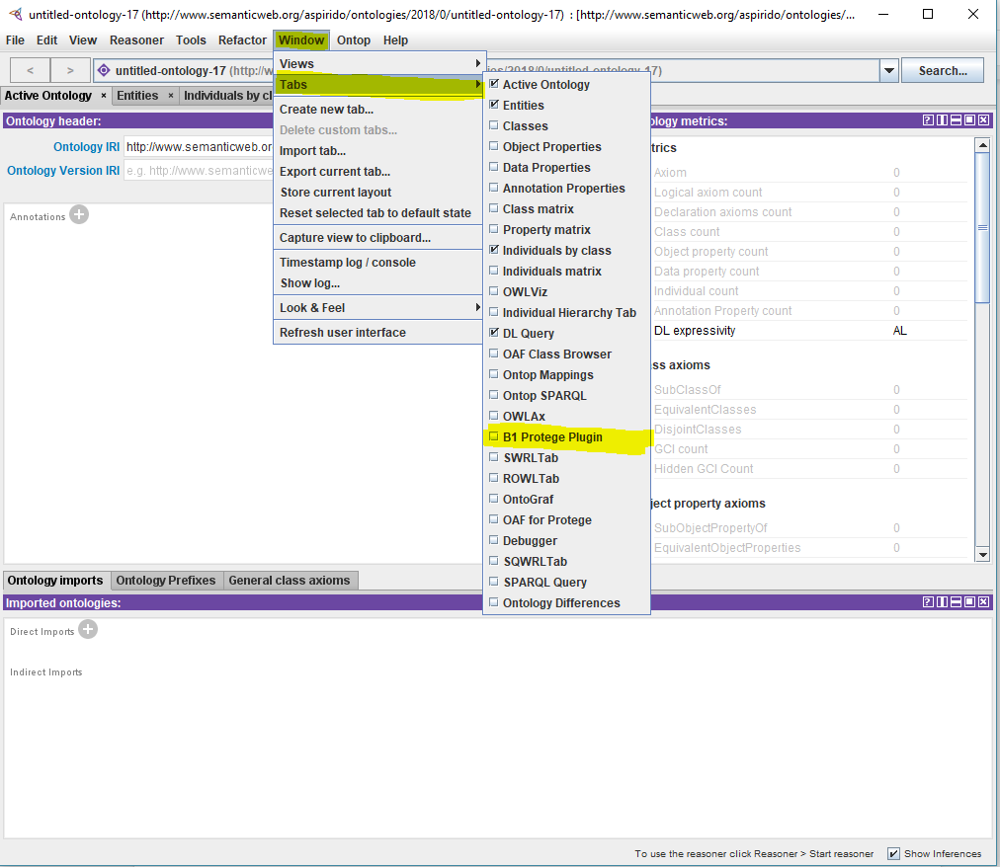 untitled-ontology-17 (http://www.semanticweb.org/aspirido/ontologies/2018/0/untitled-ontology-17) : [http://www.semanticweb.org/aspirido/ontologies/...
File Edit View Reasoner Tools Refactor Window Ontop Help
< > untitled-ontology-17 (http://w ies/2018/0/untitled-ontology-17) Search...
Active Ontology × Entities × Individuals by cl
Ontology header:
Ontology IRI http://www.semanticweb.or
Ontology Version IRI e.g. http://www.semanticwe
Annotations
Views
Tabs
Create new tab...
Delete custom tabs...
Import tab...
Export current tab...
Store current layout
Reset selected tab to default state
Capture view to clipboard...
Timestamp log / console
Show log...
Look & Feel
Refresh user interface
Active Ontology
Entities
Classes
Object Properties
Data Properties
Annotation Properties
Class matrix
Property matrix
Individuals by class
Individuals matrix
OWLViz
Individual Hierarchy Tab
DL Query
OAF Class Browser
Ontop Mappings
Ontop SPARQL
OWLAx
B1 Protege Plugin
SWRLTab
ROWLTab
OntoGraf
OAF for Protege
Debugger
SQWRLTab
SPARQL Query
Ontology Differences
ology metrics:
trics
Axiom 0
Logical axiom count 0
Declaration axioms count 0
Class count 0
Object property count 0
Data property count 0
Individual count 0
Annotation Property count 0
DL expressivity AL
ss axioms
SubClassOf 0
EquivalentClasses 0
DisjointClasses 0
GCI count 0
Hidden GCI Count 0
ject property axioms
SubObjectPropertyOf 0
EquivalentObjectProperties 0
Ontology imports Ontology Prefixes General class axioms
Imported ontologies:
Direct Imports
Indirect Imports
To use the reasoner click Reasoner > Start reasoner Show Inferences